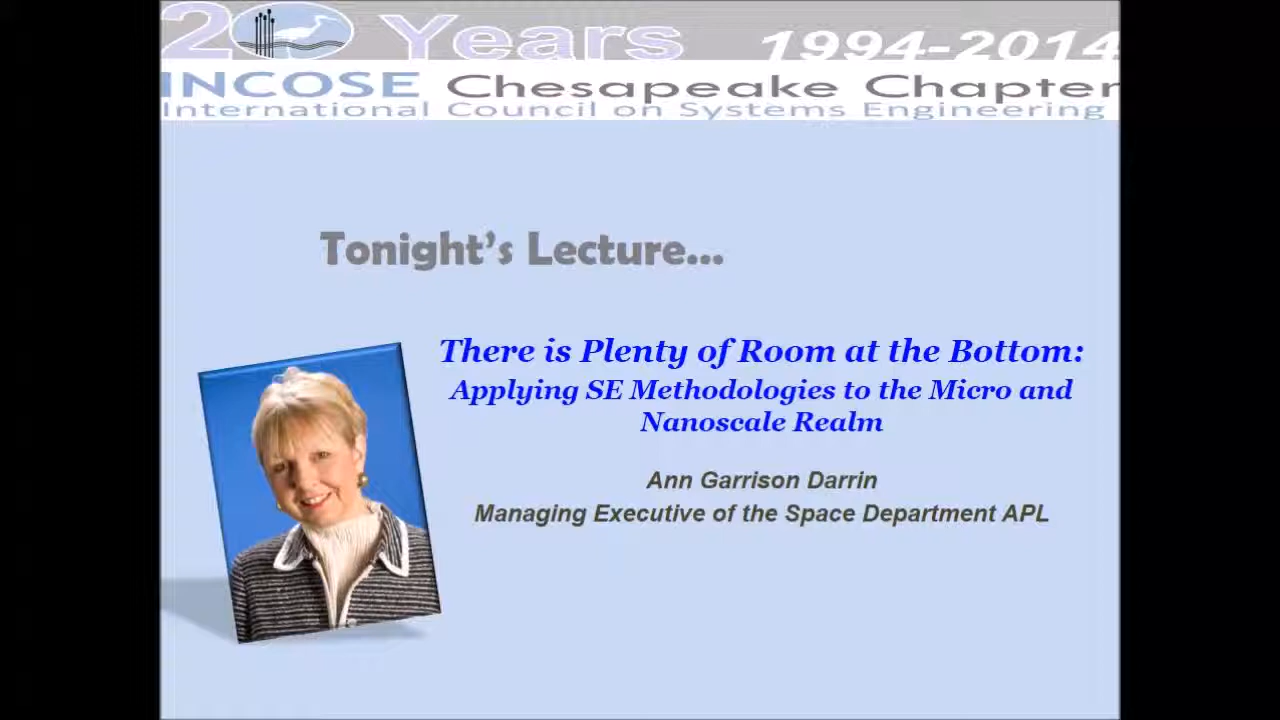 20 Years 1994-2014
INCOSE Chesapeake Chapter
International Council on Systems Engineering
Tonight's Lecture...
There is Plenty of Room at the Bottom:
Applying SE Methodologies to the Micro and
Nanoscale Realm
Ann Garrison Darrin
Managing Executive of the Space Department APL